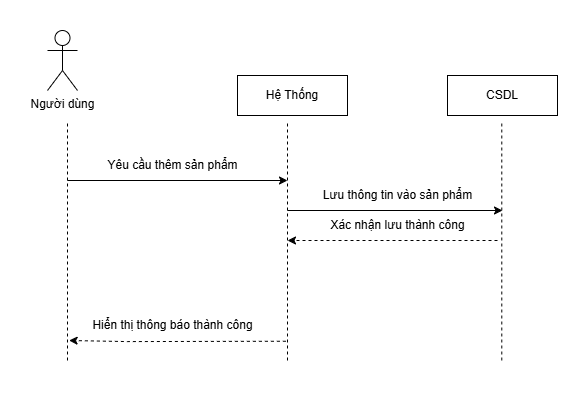 Người dùng
Hệ Thống
CSDL
Yêu cầu thêm sản phẩm
Lưu thông tin vào sản phẩm
Xác nhận lưu thành công
Hiển thị thông báo thành công